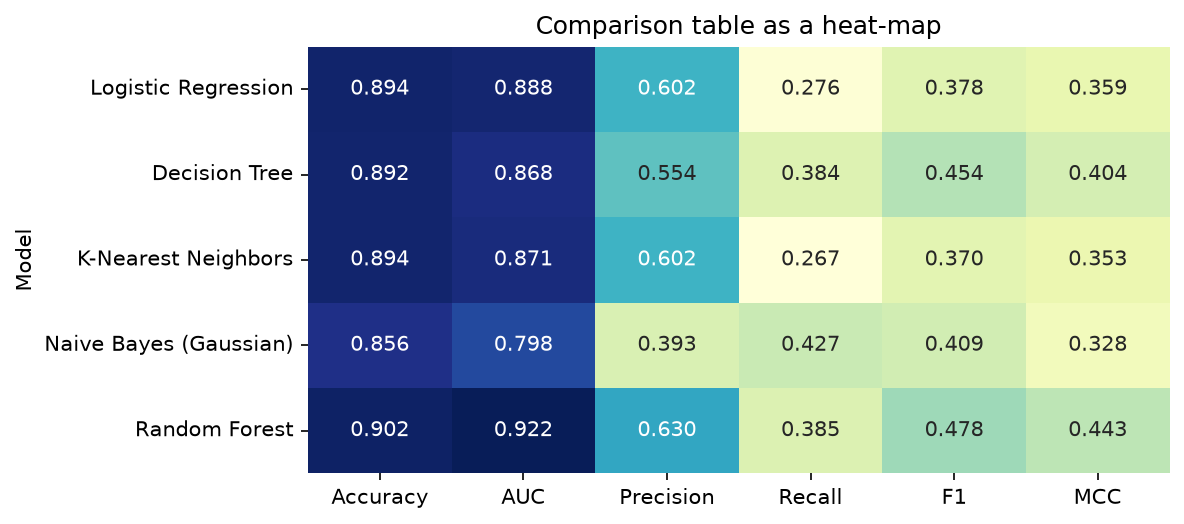 Comparison table as a heat-map
Model
Logistic Regression 0.894 0.888 0.602 0.276 0.378 0.359
Decision Tree 0.892 0.868 0.554 0.384 0.454 0.404
K-Nearest Neighbors 0.894 0.871 0.602 0.267 0.370 0.353
Naive Bayes (Gaussian) 0.856 0.798 0.393 0.427 0.409 0.328
Random Forest 0.902 0.922 0.630 0.385 0.478 0.443
Accuracy AUC Precision Recall F1 MCC